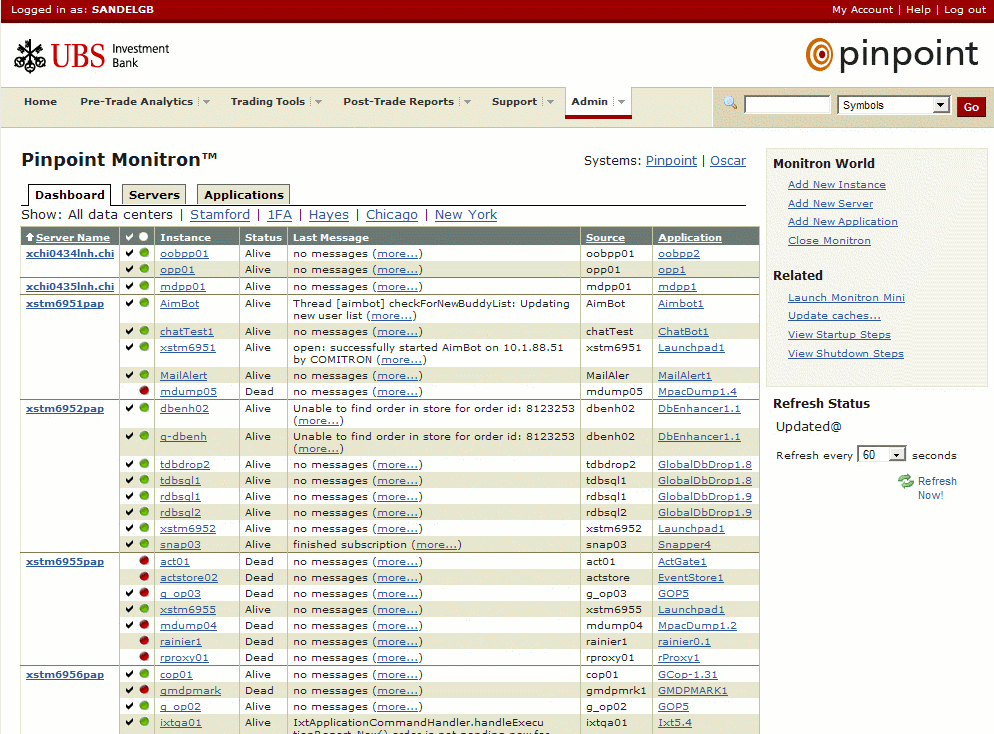 Logged in as: SANDELGB
My Account | Help | Log out
UBS Investment
Bank
pinpoint
Home Pre-Trade Analytics Trading Tools Post-Trade Reports Support Admin
Symbols Go
Pinpoint Monitron™
Systems: Pinpoint | Oscar
Dashboard Servers Applications
Show: All data centers | Stamford | 1FA | Hayes | Chicago | New York
Server Name Instance Status Last Message Source Application
xchi0434lnh.chi oobpp01 Alive no messages (more...) oobpp01 oobpp2
opp01 Alive no messages (more...) opp01 opp1
xchi0435lnh.chi mdpp01 Alive no messages (more...) mdpp01 mdpp1
xstm6951pap AimBot Alive Thread [aimbot] checkForNewBuddyList: Updating AimBot Aimbot1
new user list (more...)
chatTest1 Alive no messages (more...) chatTest ChatBot1
xstm6951 Alive open: successfully started AimBot on 10.1.88.51 xstm6951 Launchpad1
by COMITRON (more...)
MailAlert Alive no messages (more...) MailAler MailAlert1
mdump05 Dead no messages (more...) mdump05 MpacDump1.4
xstm6952pap dbenh02 Alive Unable to find order in store for order id: 8123253 dbenh02 DbEnhancer1.1
(more...)
g-dbenh Alive Unable to find order in store for order id: 8123253 dbenh02 DbEnhancer1.1
(more...)
tdbdrop2 Alive no messages (more...) tdbdrop2 GlobalDbDrop1.8
tdbsql1 Alive no messages (more...) tdbsql1 GlobalDbDrop1.8
rdbsql1 Alive no messages (more...) rdbsql1 GlobalDbDrop1.9
rdbsql2 Alive no messages (more...) rdbsql2 GlobalDbDrop1.9
xstm6952 Alive no messages (more...) xstm6952 Launchpad1
snap03 Alive finished subscription (more...) snap03 Snapper4
xstm6955pap act01 Dead no messages (more...) act01 ActGate1
actstore02 Dead no messages (more...) actstore EventStore1
g_op03 Dead no messages (more...) g_op03 GOP5
xstm6955 Alive no messages (more...) xstm6955 Launchpad1
mdump04 Dead no messages (more...) mdump04 MpacDump1.2
rainier1 Dead no messages (more...) rainier1 rainier0.1
rproxy01 Dead no messages (more...) rproxy01 rProxy1
xstm6956pap cop01 Alive no messages (more...) cop01 GCop-1.31
gmdpmark Dead no messages (more...) gmdpmrk1 GMDPMARK1
g_op02 Alive no messages (more...) g_op02 GOP5
ixtqa01 Alive IxtApplicationCommandHandler.handleExecu ixtqa01 Ixt5.4
Monitron World
Add New Instance
Add New Server
Add New Application
Close Monitron
Related
Launch Monitron Mini
Update caches...
View Startup Steps
View Shutdown Steps
Refresh Status
Updated@
Refresh every 60 seconds
Refresh
Now!